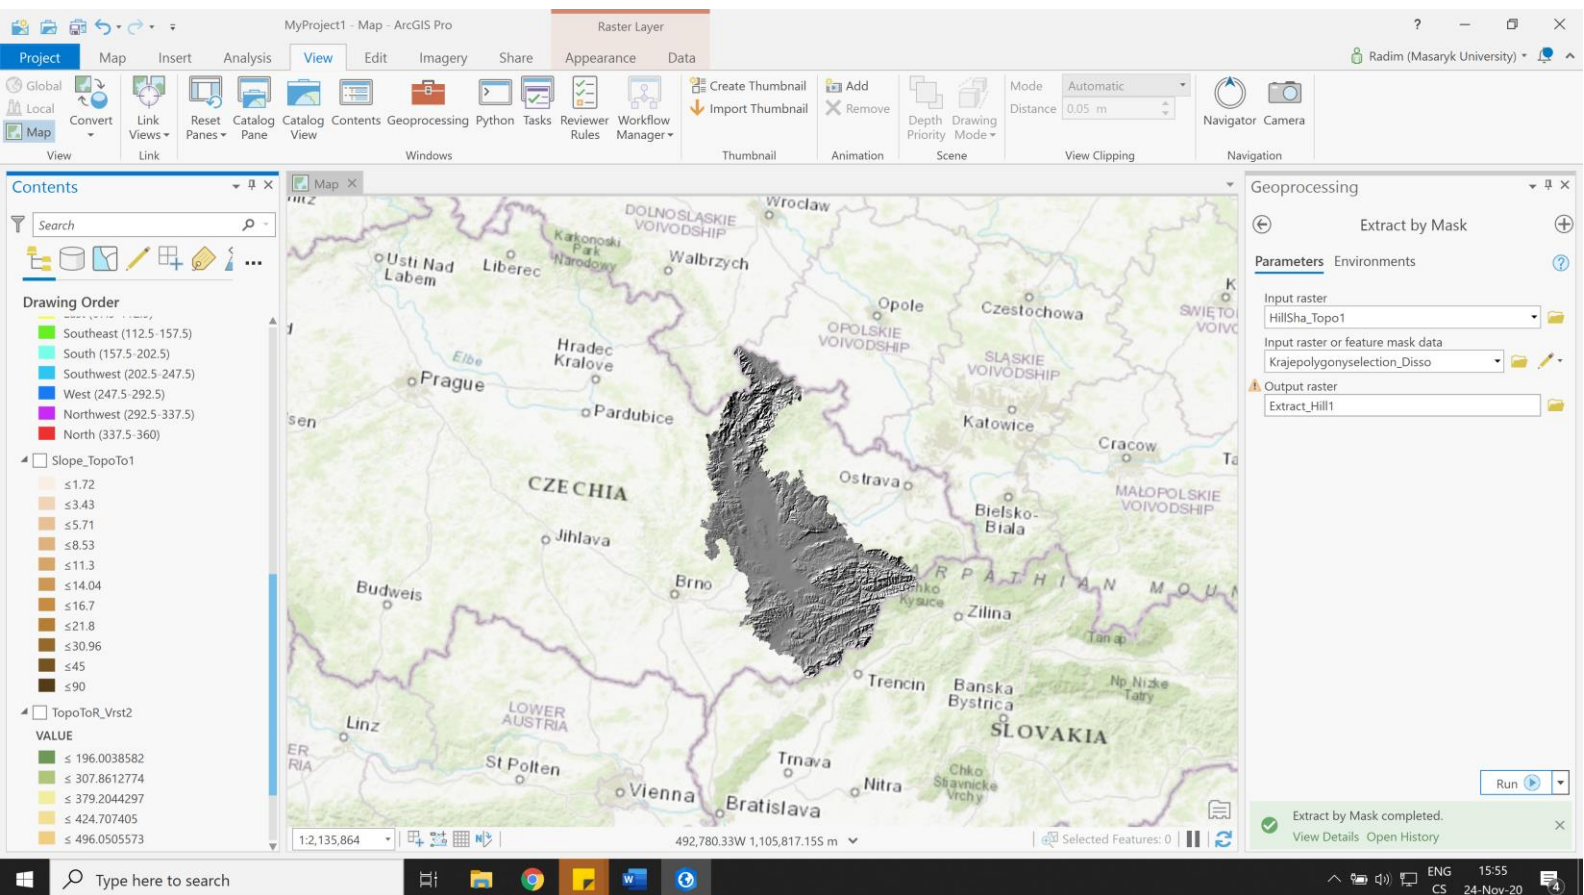 MyProject1 - Map - ArcGIS Pro
Raster Layer
?
Project Map Insert Analysis View Edit Imagery Share Appearance Data
Radim (Masaryk University)
Global
Local
Map
Convert
Link Views
Reset Panes
Catalog Pane
Catalog View
Contents
Geoprocessing
Python
Tasks
Reviewer Rules
Workflow Manager
Create Thumbnail
Import Thumbnail
Add
Remove
Depth Priority
Drawing Mode
Mode Automatic
Distance 0.05 m
Navigator
Camera
View Link Windows Thumbnail Animation Scene View Clipping Navigation
Contents
Search
Drawing Order
Southeast (112.5-157.5)
South (157.5-202.5)
Southwest (202.5-247.5)
West (247.5-292.5)
Northwest (292.5-337.5)
North (337.5-360)
Slope_TopoTo1
≤1.72
≤3.43
≤5.71
≤8.53
≤11.3
≤14.04
≤16.7
≤21.8
≤30.96
≤45
≤90
TopoToR_Vrst2
VALUE
≤ 196.0038582
≤ 307.8612774
≤ 379.2044297
≤ 424.707405
≤ 496.0505573
Map
Wroclaw
DOLNOSLASKIE
VOIVODSHIP
Karkonoski
Park
Narodowy
Walbrzych
Usti Nad
Labem
Liberec
Opole
Czestochowa
OPOLSKIE
VOIVODSHIP
Elbe
Hradec
Kralove
SLASKIE
VOIVODSHIP
Prague
Pardubice
Katowice
Cracow
CZECHIA
Ostrava
MALOPOLSKIE
VOIVODSHIP
Bielsko-
Biala
Jihlava
Brno
Budweis
Kysuce
Zilina
Trencin
Banska
Bystrica
Np Nizke
Tatry
LOWER
AUSTRIA
Linz
SLOVAKIA
St Polten
Trnava
Chko
Stiavnicke
Vrchy
Nitra
Vienna
Bratislava
1:2,135,864
492,780.33W 1,105,817.15S m
Selected Features: 0
Geoprocessing
Extract by Mask
Parameters Environments
Input raster
HillSha_Topo1
Input raster or feature mask data
Krajepolygonyselection_Disso
Output raster
Extract_Hill1
Run
Extract by Mask completed.
View Details Open History
Type here to search
ENG
CS
15:55
24-Nov-20
4